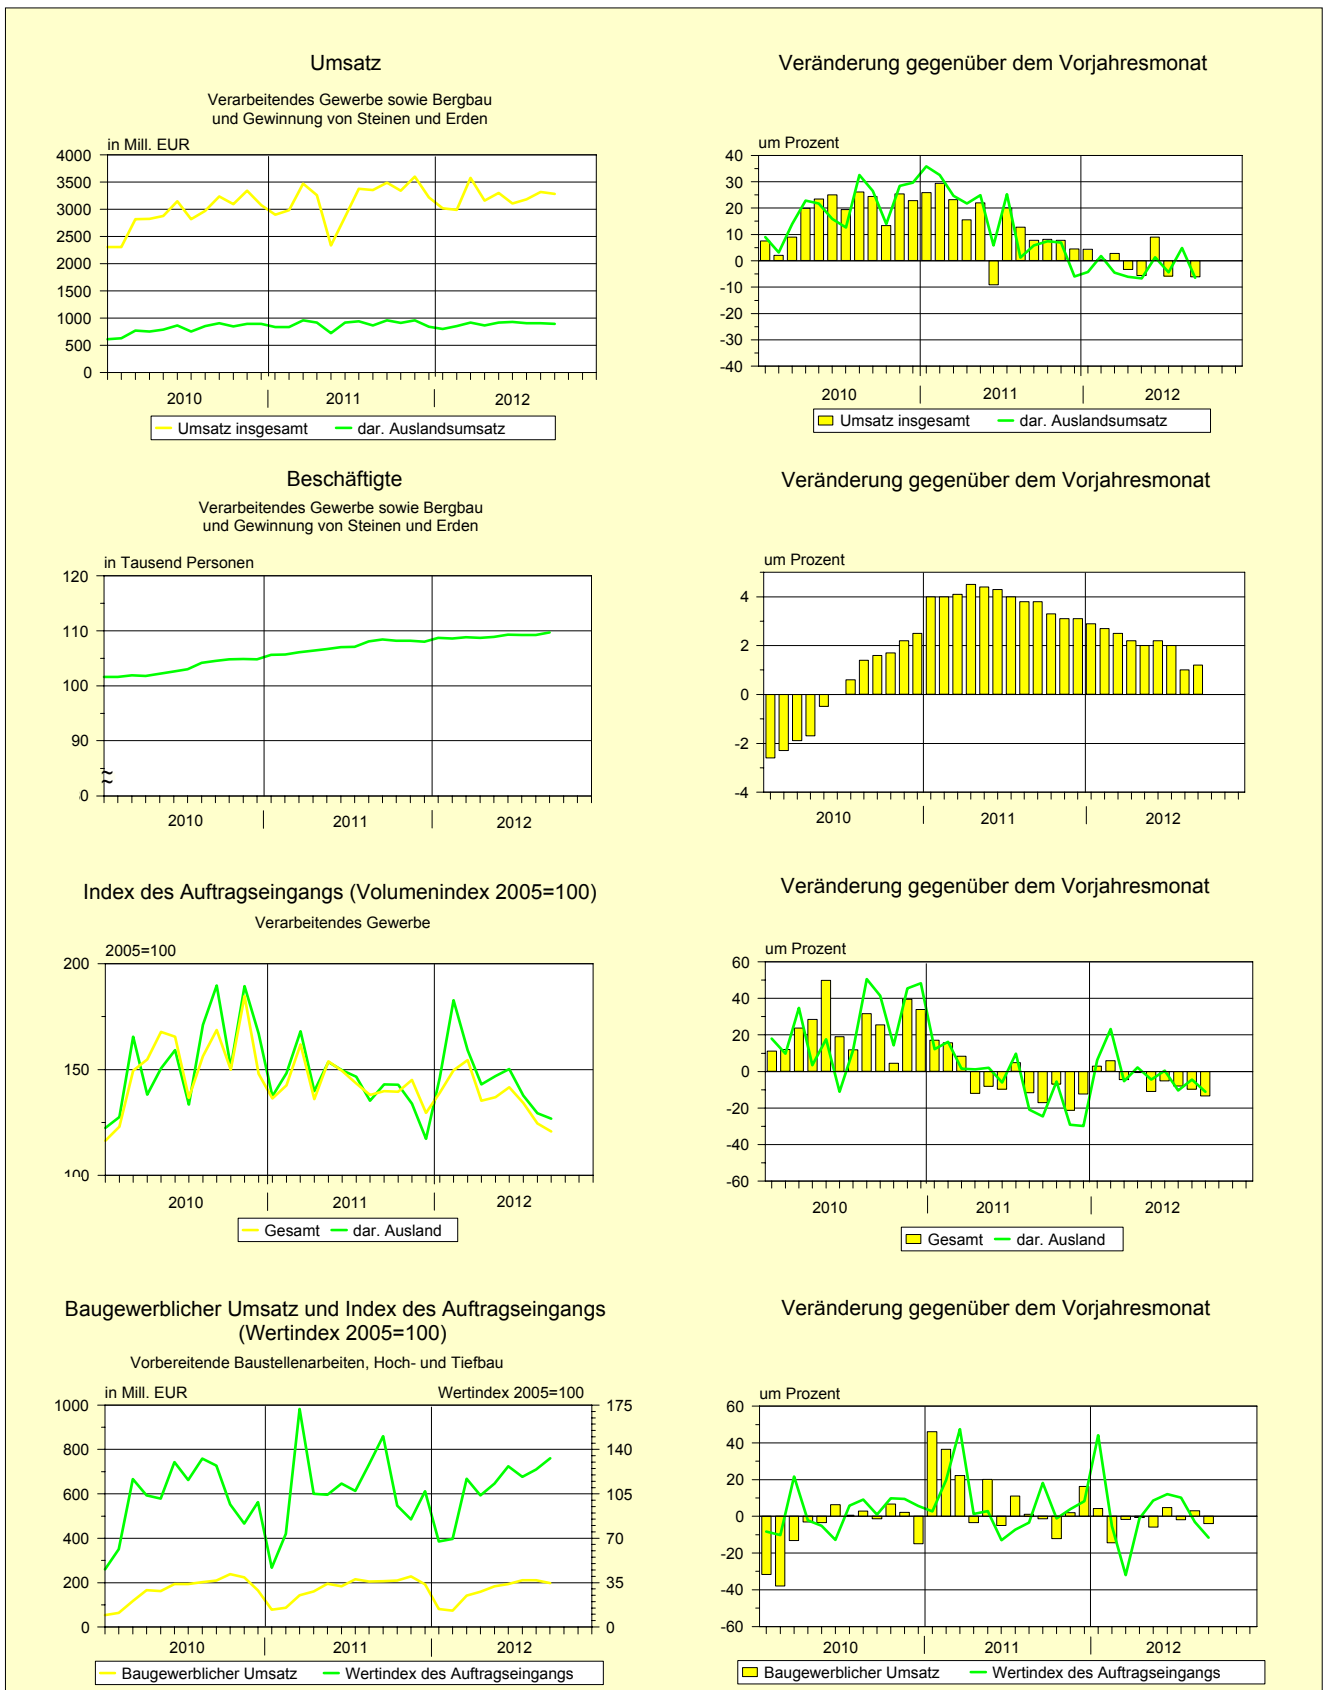 Umsatz
Verarbeitendes Gewerbe sowie Bergbau
und Gewinnung von Steinen und Erden
in Mill. EUR
4000
3500
3000
2500
2000
1500
1000
500
0
2010 2011 2012
Umsatz insgesamt dar. Auslandsumsatz
Veränderung gegenüber dem Vorjahresmonat
um Prozent
40
30
20
10
0
-10
-20
-30
-40
2010 2011 2012
Umsatz insgesamt dar. Auslandsumsatz
Beschäftigte
Verarbeitendes Gewerbe sowie Bergbau
und Gewinnung von Steinen und Erden
in Tausend Personen
120
110
100
90
0
2010 2011 2012
Veränderung gegenüber dem Vorjahresmonat
um Prozent
4
2
0
-2
-4
2010 2011 2012
Index des Auftragseingangs (Volumenindex 2005=100)
Verarbeitendes Gewerbe
2005=100
200
150
100
2010 2011 2012
Gesamt dar. Ausland
Veränderung gegenüber dem Vorjahresmonat
um Prozent
60
40
20
0
-20
-40
-60
2010 2011 2012
Gesamt dar. Ausland
Baugewerblicher Umsatz und Index des Auftragseingangs
(Wertindex 2005=100)
Vorbereitende Baustellenarbeiten, Hoch- und Tiefbau
in Mill. EUR Wertindex 2005=100
1000 175
800 140
600 105
400 70
200 35
0 0
2010 2011 2012
Baugewerblicher Umsatz Wertindex des Auftragseingangs
Veränderung gegenüber dem Vorjahresmonat
um Prozent
60
40
20
0
-20
-40
-60
2010 2011 2012
Baugewerblicher Umsatz Wertindex des Auftragseingangs